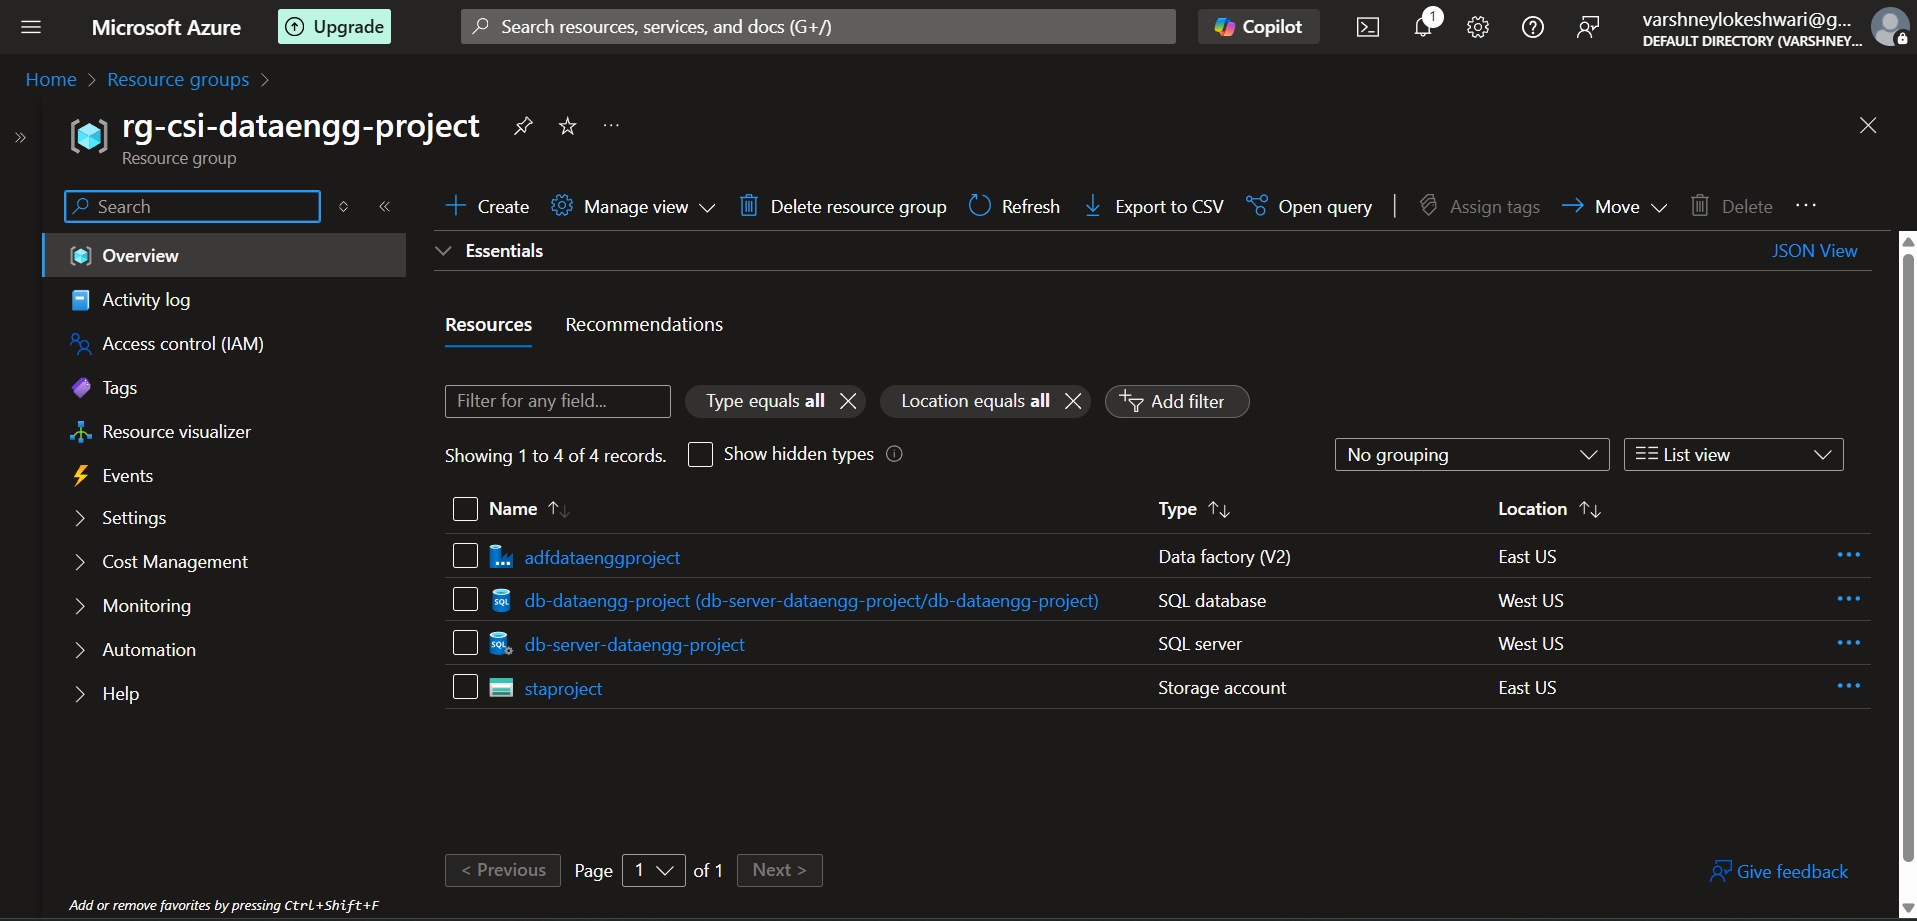 Microsoft Azure
Upgrade
Search resources, services, and docs (G+/)
Copilot
1
varshneylokeshwari@g...
DEFAULT DIRECTORY (VARSHNEY...
Home > Resource groups >
rg-csi-dataengg-project
Resource group
Search
Create
Manage view
Delete resource group
Refresh
Export to CSV
Open query
Assign tags
Move
Delete
Overview
Activity log
Access control (IAM)
Tags
Resource visualizer
Events
Settings
Cost Management
Monitoring
Automation
Help
Add or remove favorites by pressing Ctrl+Shift+F
Essentials
JSON View
Resources
Recommendations
Filter for any field...
Type equals all
Location equals all
Add filter
Showing 1 to 4 of 4 records.
Show hidden types
No grouping
List view
Name
Type
Location
adfdataenggproject
Data factory (V2)
East US
db-dataengg-project (db-server-dataengg-project/db-dataengg-project)
SQL database
West US
db-server-dataengg-project
SQL server
West US
staproject
Storage account
East US
< Previous
Page
1
of 1
Next >
Give feedback